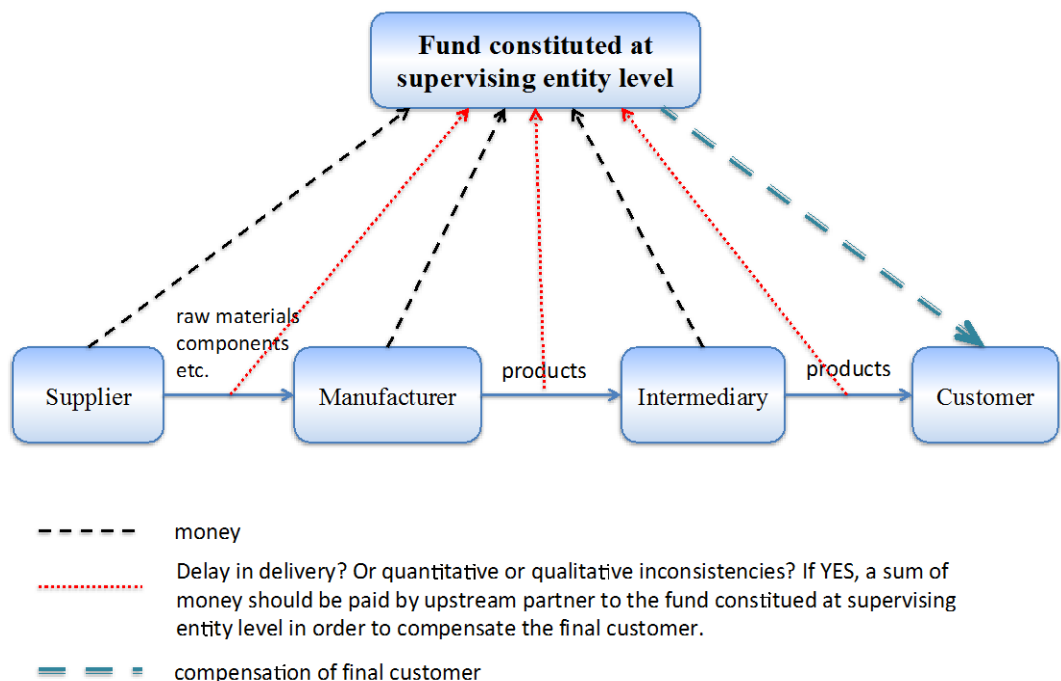 Fund constituted at
supervising entity level
raw materials
components
etc.
products
products
Supplier
Manufacturer
Intermediary
Customer
money
Delay in delivery? Or quantitative or qualitative inconsistencies? If YES, a sum of
money should be paid by upstream partner to the fund constitued at supervising
entity level in order to compensate the final customer.
compensation of final customer